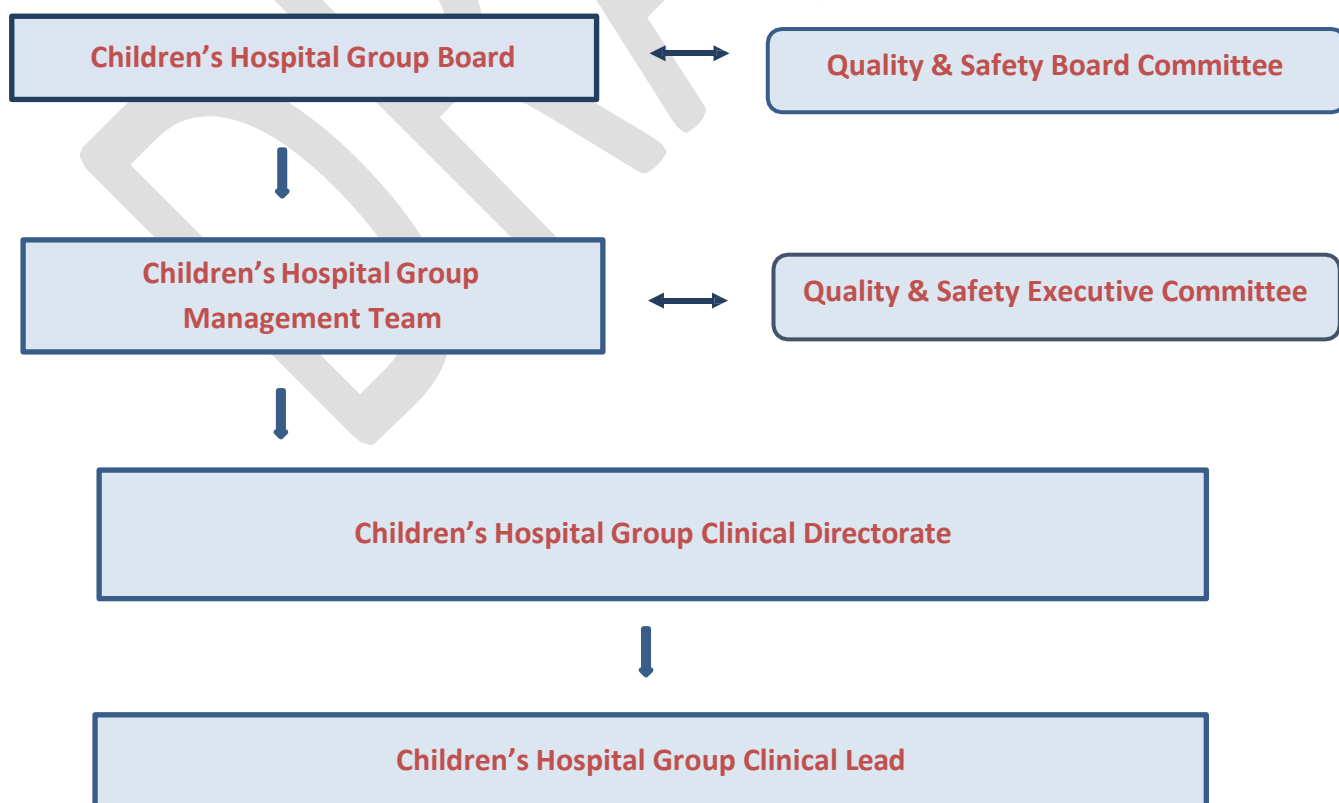 Children's Hospital Group Board
Quality & Safety Board Committee
Children's Hospital Group
Management Team
Quality & Safety Executive Committee
Children's Hospital Group Clinical Directorate
Children's Hospital Group Clinical Lead